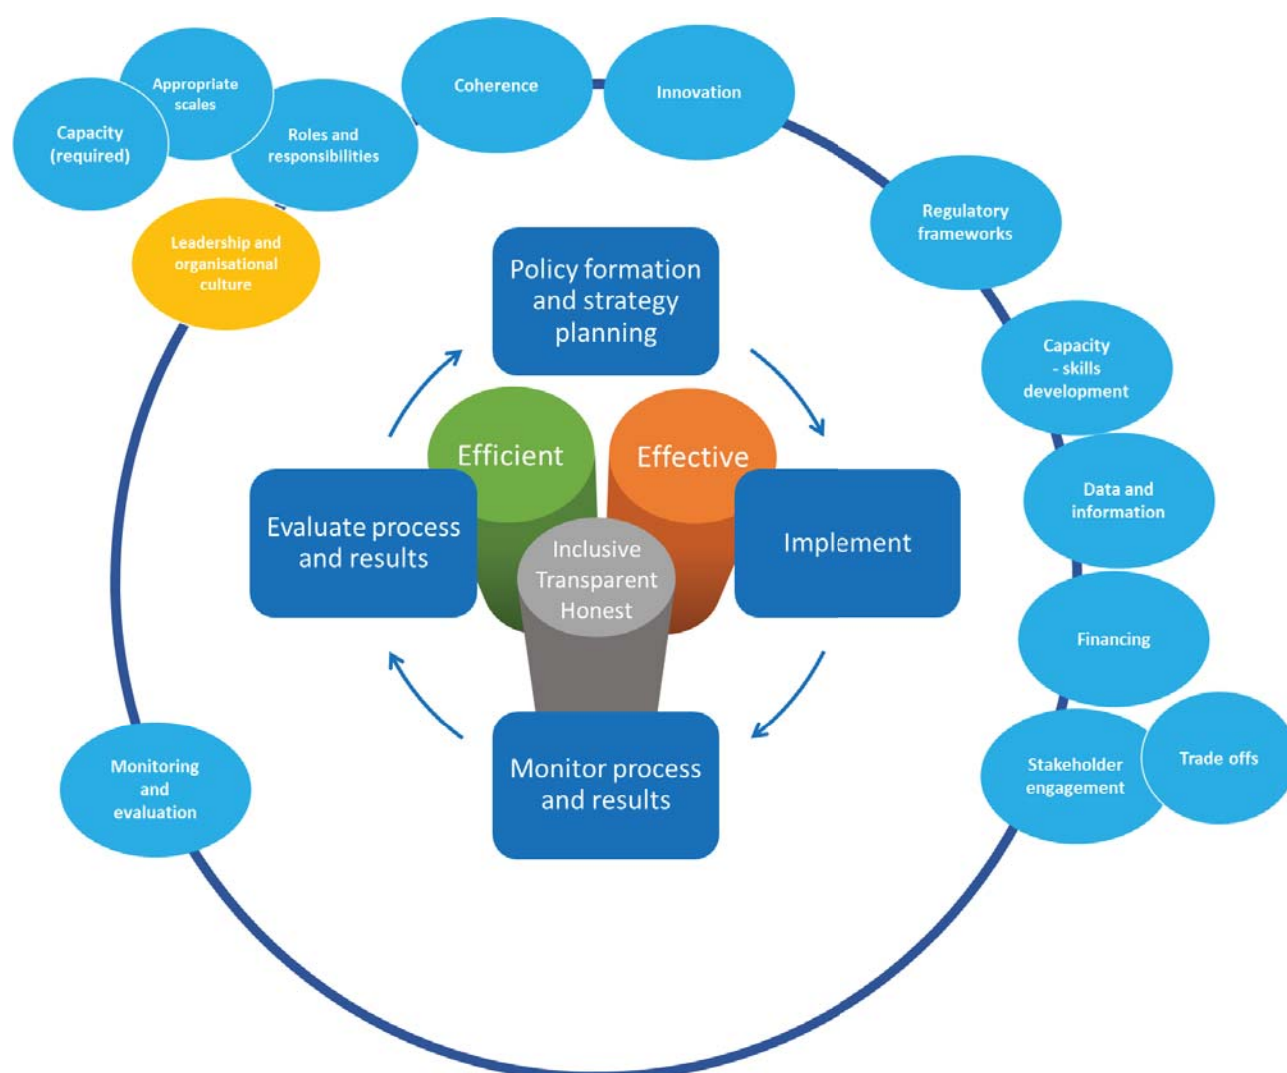 Appropriate
scales
Capacity
(required)
Roles and
responsibilities
Coherence
Innovation
Leadership and
organisational
culture
Regulatory
frameworks
Capacity
- skills
development
Data and
information
Financing
Stakeholder
engagement
Trade offs
Monitoring
and
evaluation
Policy formation
and strategy
planning
Implement
Monitor process
and results
Evaluate process
and results
Efficient
Effective
Inclusive
Transparent
Honest